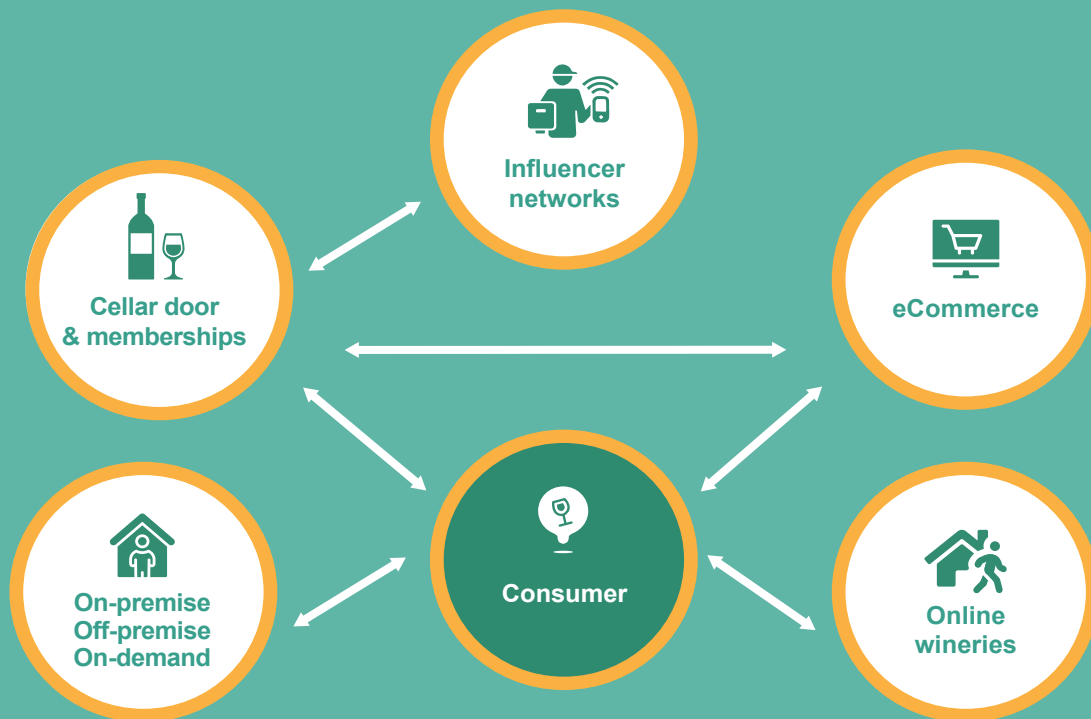 Influencer
networks
Cellar door
& memberships
eCommerce
On-premise
Off-premise
On-demand
Consumer
Online
wineries